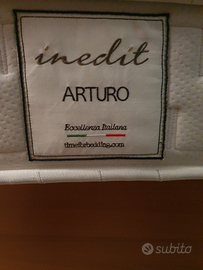 inedit
ARTURO
Eccellenza Italiana
timeforbedding.com
subito